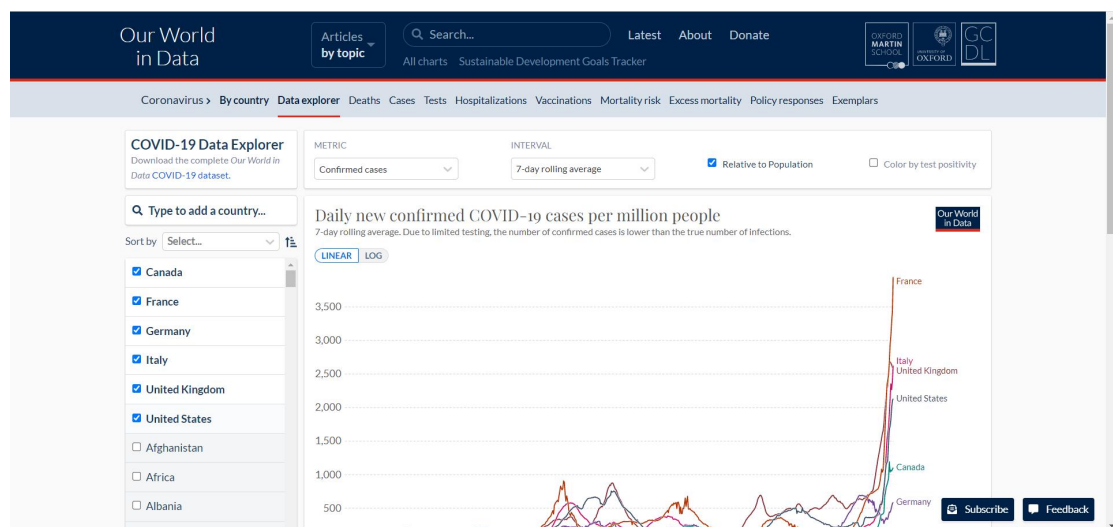 Our World
in Data
Articles
by topic
Search...
Latest About Donate
All charts Sustainable Development Goals Tracker
OXFORD
MARTIN
SCHOOL
UNIVERSITY OF
OXFORD
GC
DL
Coronavirus > By country Data explorer Deaths Cases Tests Hospitalizations Vaccinations Mortality risk Excess mortality Policy responses Exemplars
COVID-19 Data Explorer
Download the complete Our World in
Data COVID-19 dataset.
METRIC
Confirmed cases
INTERVAL
7-day rolling average
Relative to Population
Color by test positivity
Type to add a country...
Sort by Select...
Canada
France
Germany
Italy
United Kingdom
United States
Afghanistan
Africa
Albania
Daily new confirmed COVID-19 cases per million people
7-day rolling average. Due to limited testing, the number of confirmed cases is lower than the true number of infections.
Our World
in Data
LINEAR LOG
France
3,500
3,000
Italy
2,500
United Kingdom
United States
2,000
1,500
Canada
1,000
Germany
500
Subscribe
Feedback